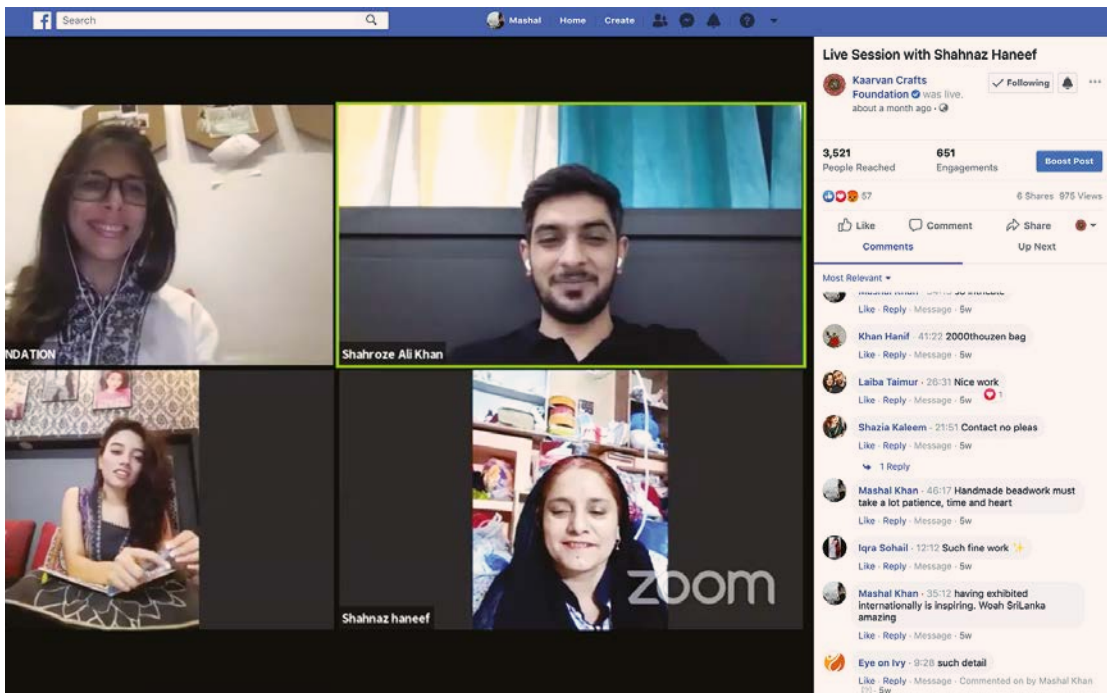 Search
Mashal Home Create
NDATION
Shahroze Ali Khan
Shahnaz haneef
zoom
Live Session with Shahnaz Haneef
Kaarvan Crafts
Foundation was live.
about a month ago
Following
3,521
People Reached
651
Engagements
Boost Post
57
6 Shares 975 Views
Like Comment Share
Comments Up Next
Most Relevant
Like · Reply · Message · 5w
Khan Hanif · 41:22 2000thouzen bag
Like · Reply · Message · 5w
Laiba Taimur · 26:31 Nice work
Like · Reply · Message · 5w 1
Shazia Kaleem · 21:51 Contact no pleas
Like · Reply · Message · 5w
1 Reply
Mashal Khan · 46:17 Handmade beadwork must
take a lot patience, time and heart
Like · Reply · Message · 5w
Iqra Sohail · 12:12 Such fine work ✨
Like · Reply · Message · 5w
Mashal Khan · 35:12 having exhibited
internationally is inspiring. Woah SriLanka
amazing
Like · Reply · Message · 5w
Eye on Ivy · 9:28 such detail
Like · Reply · Message · Commented on by Mashal Khan
· 5w